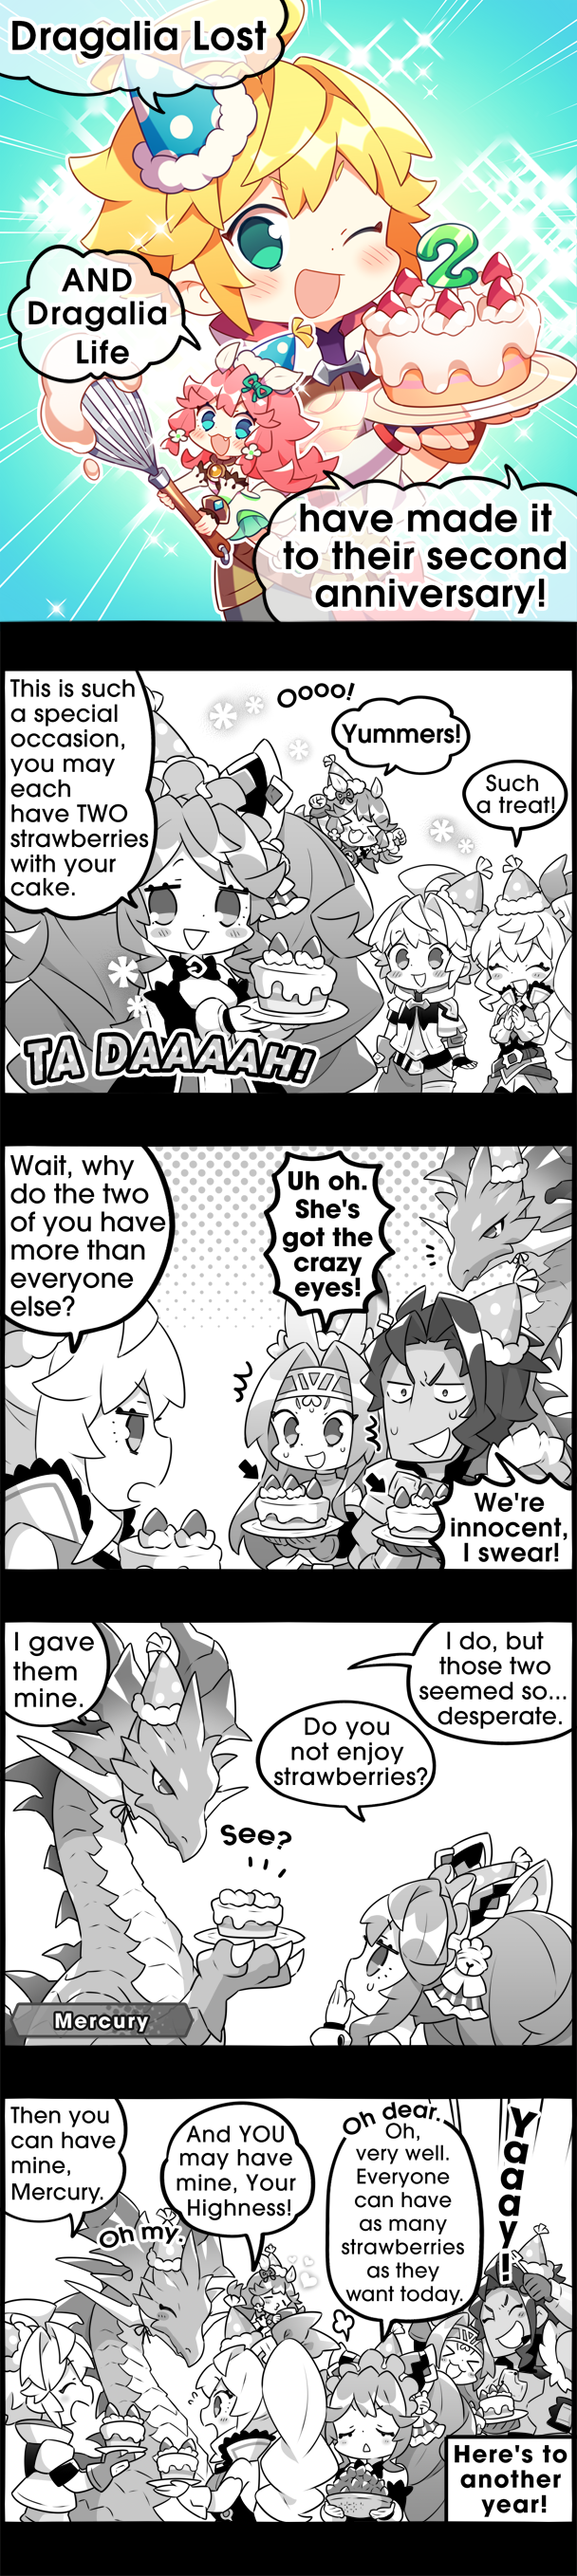 Dragalia Lost
AND
Dragalia
Life
2
have made it
to their second
anniversary!
This is such
a special
occasion,
you may
each
have TWO
strawberries
with your
cake.
Oooo!
Yummers!
Such
a treat!
TA DAAAAH!
Wait, why
do the two
of you have
more than
everyone
else?
Uh oh.
She's
got the
crazy
eyes!
We're
innocent,
I swear!
I gave
them
mine.
I do, but
those two
seemed so...
desperate.
Do you
not enjoy
strawberries?
See?
Mercury
Then you
can have
mine,
Mercury.
Oh my.
And YOU
may have
mine, Your
Highness!
Oh dear.
Oh,
very well.
Everyone
can have
as many
strawberries
as they
want today.
Yaaay!
Here's to
another
year!